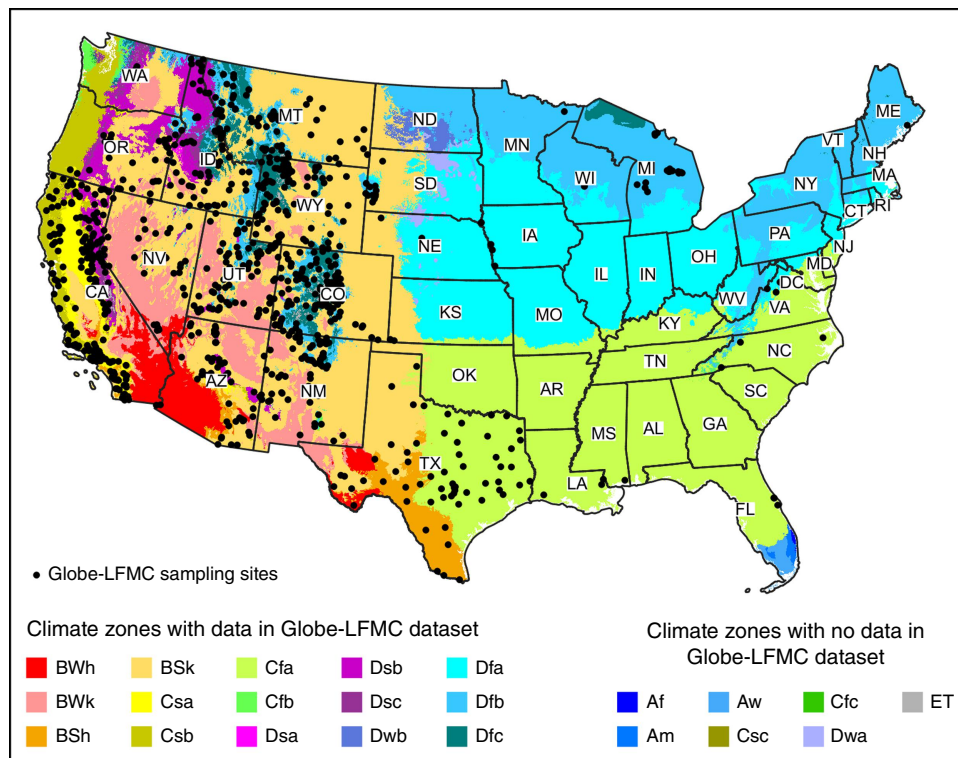 WA
MT
ND
MN
ME
VT
NH
OR
ID
MA
WI
MI
SD
NY
WY
CT
RI
IA
PA
NE
NJ
OH
NV
UT
IL
IN
MD
DC
CA
CO
WV
VA
KS
MO
KY
NC
TN
AZ
OK
AR
NM
SC
MS
AL
GA
TX
LA
FL
Globe-LFMC sampling sites
Climate zones with data in Globe-LFMC dataset
BWh
BSk
Cfa
Dsb
Dfa
BWk
Csa
Cfb
Dsc
Dfb
BSh
Csb
Dsa
Dwb
Dfc
Climate zones with no data in
Globe-LFMC dataset
Af
Aw
Cfc
ET
Am
Csc
Dwa